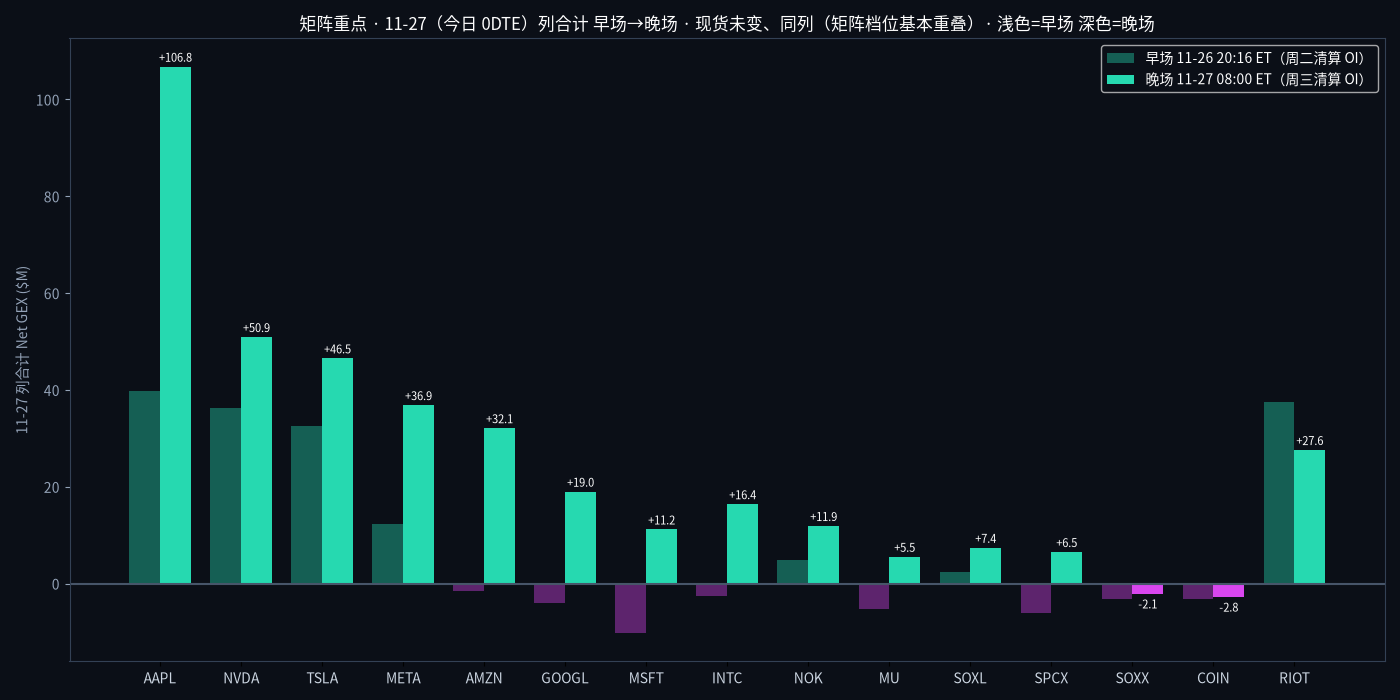 矩阵重点 · 11-27（今日 0DTE）列合计 早场→晚场 · 现货未变、同列（矩阵档位基本重叠）· 浅色=早场 深色=晚场
早场 11-26 20:16 ET（周二清算 OI）
晚场 11-27 08:00 ET（周三清算 OI）
11-27 列合计 Net GEX ($M)
100
80
60
40
20
0
+106.8
+50.9
+46.5
+36.9
+32.1
+19.0
+11.2
+16.4
+11.9
+5.5
+7.4
+6.5
-2.1
-2.8
+27.6
AAPL
NVDA
TSLA
META
AMZN
GOOGL
MSFT
INTC
NOK
MU
SOXL
SPCX
SOXX
COIN
RIOT